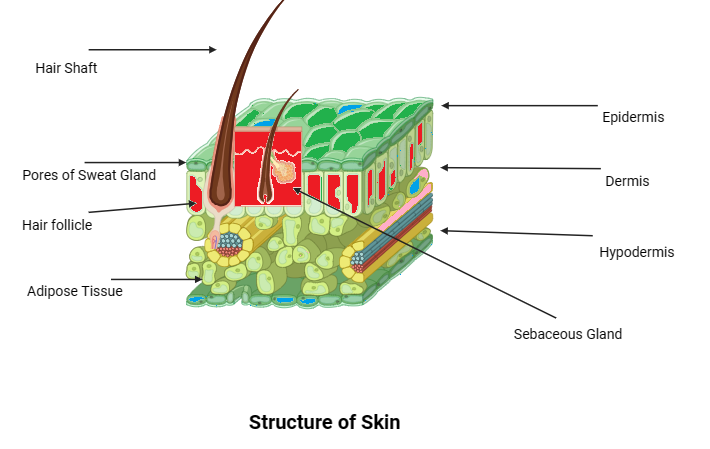 Hair Shaft
Epidermis
Pores of Sweat Gland
Dermis
Hair follicle
Hypodermis
Adipose Tissue
Sebaceous Gland
Structure of Skin